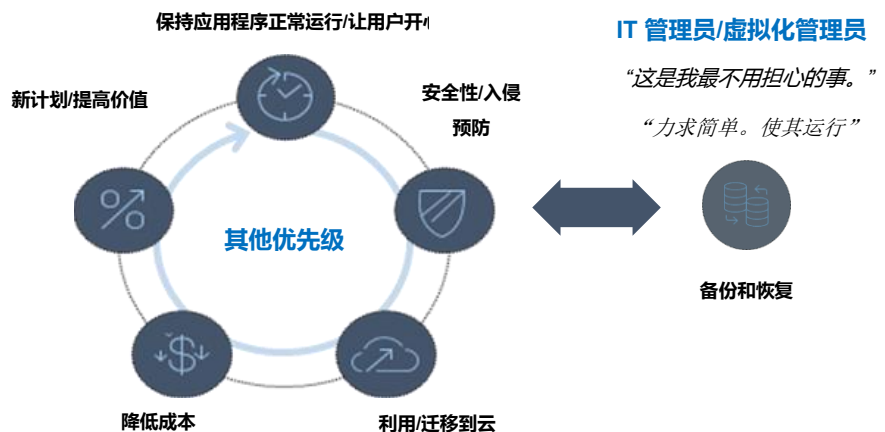 保持应用程序正常运行/让用户开心
IT 管理员/虚拟化管理员
“这是我最不用担心的事。”
“力求简单。使其运行”
新计划/提高价值
安全性/入侵
预防
其他优先级
备份和恢复
降低成本
利用/迁移到云